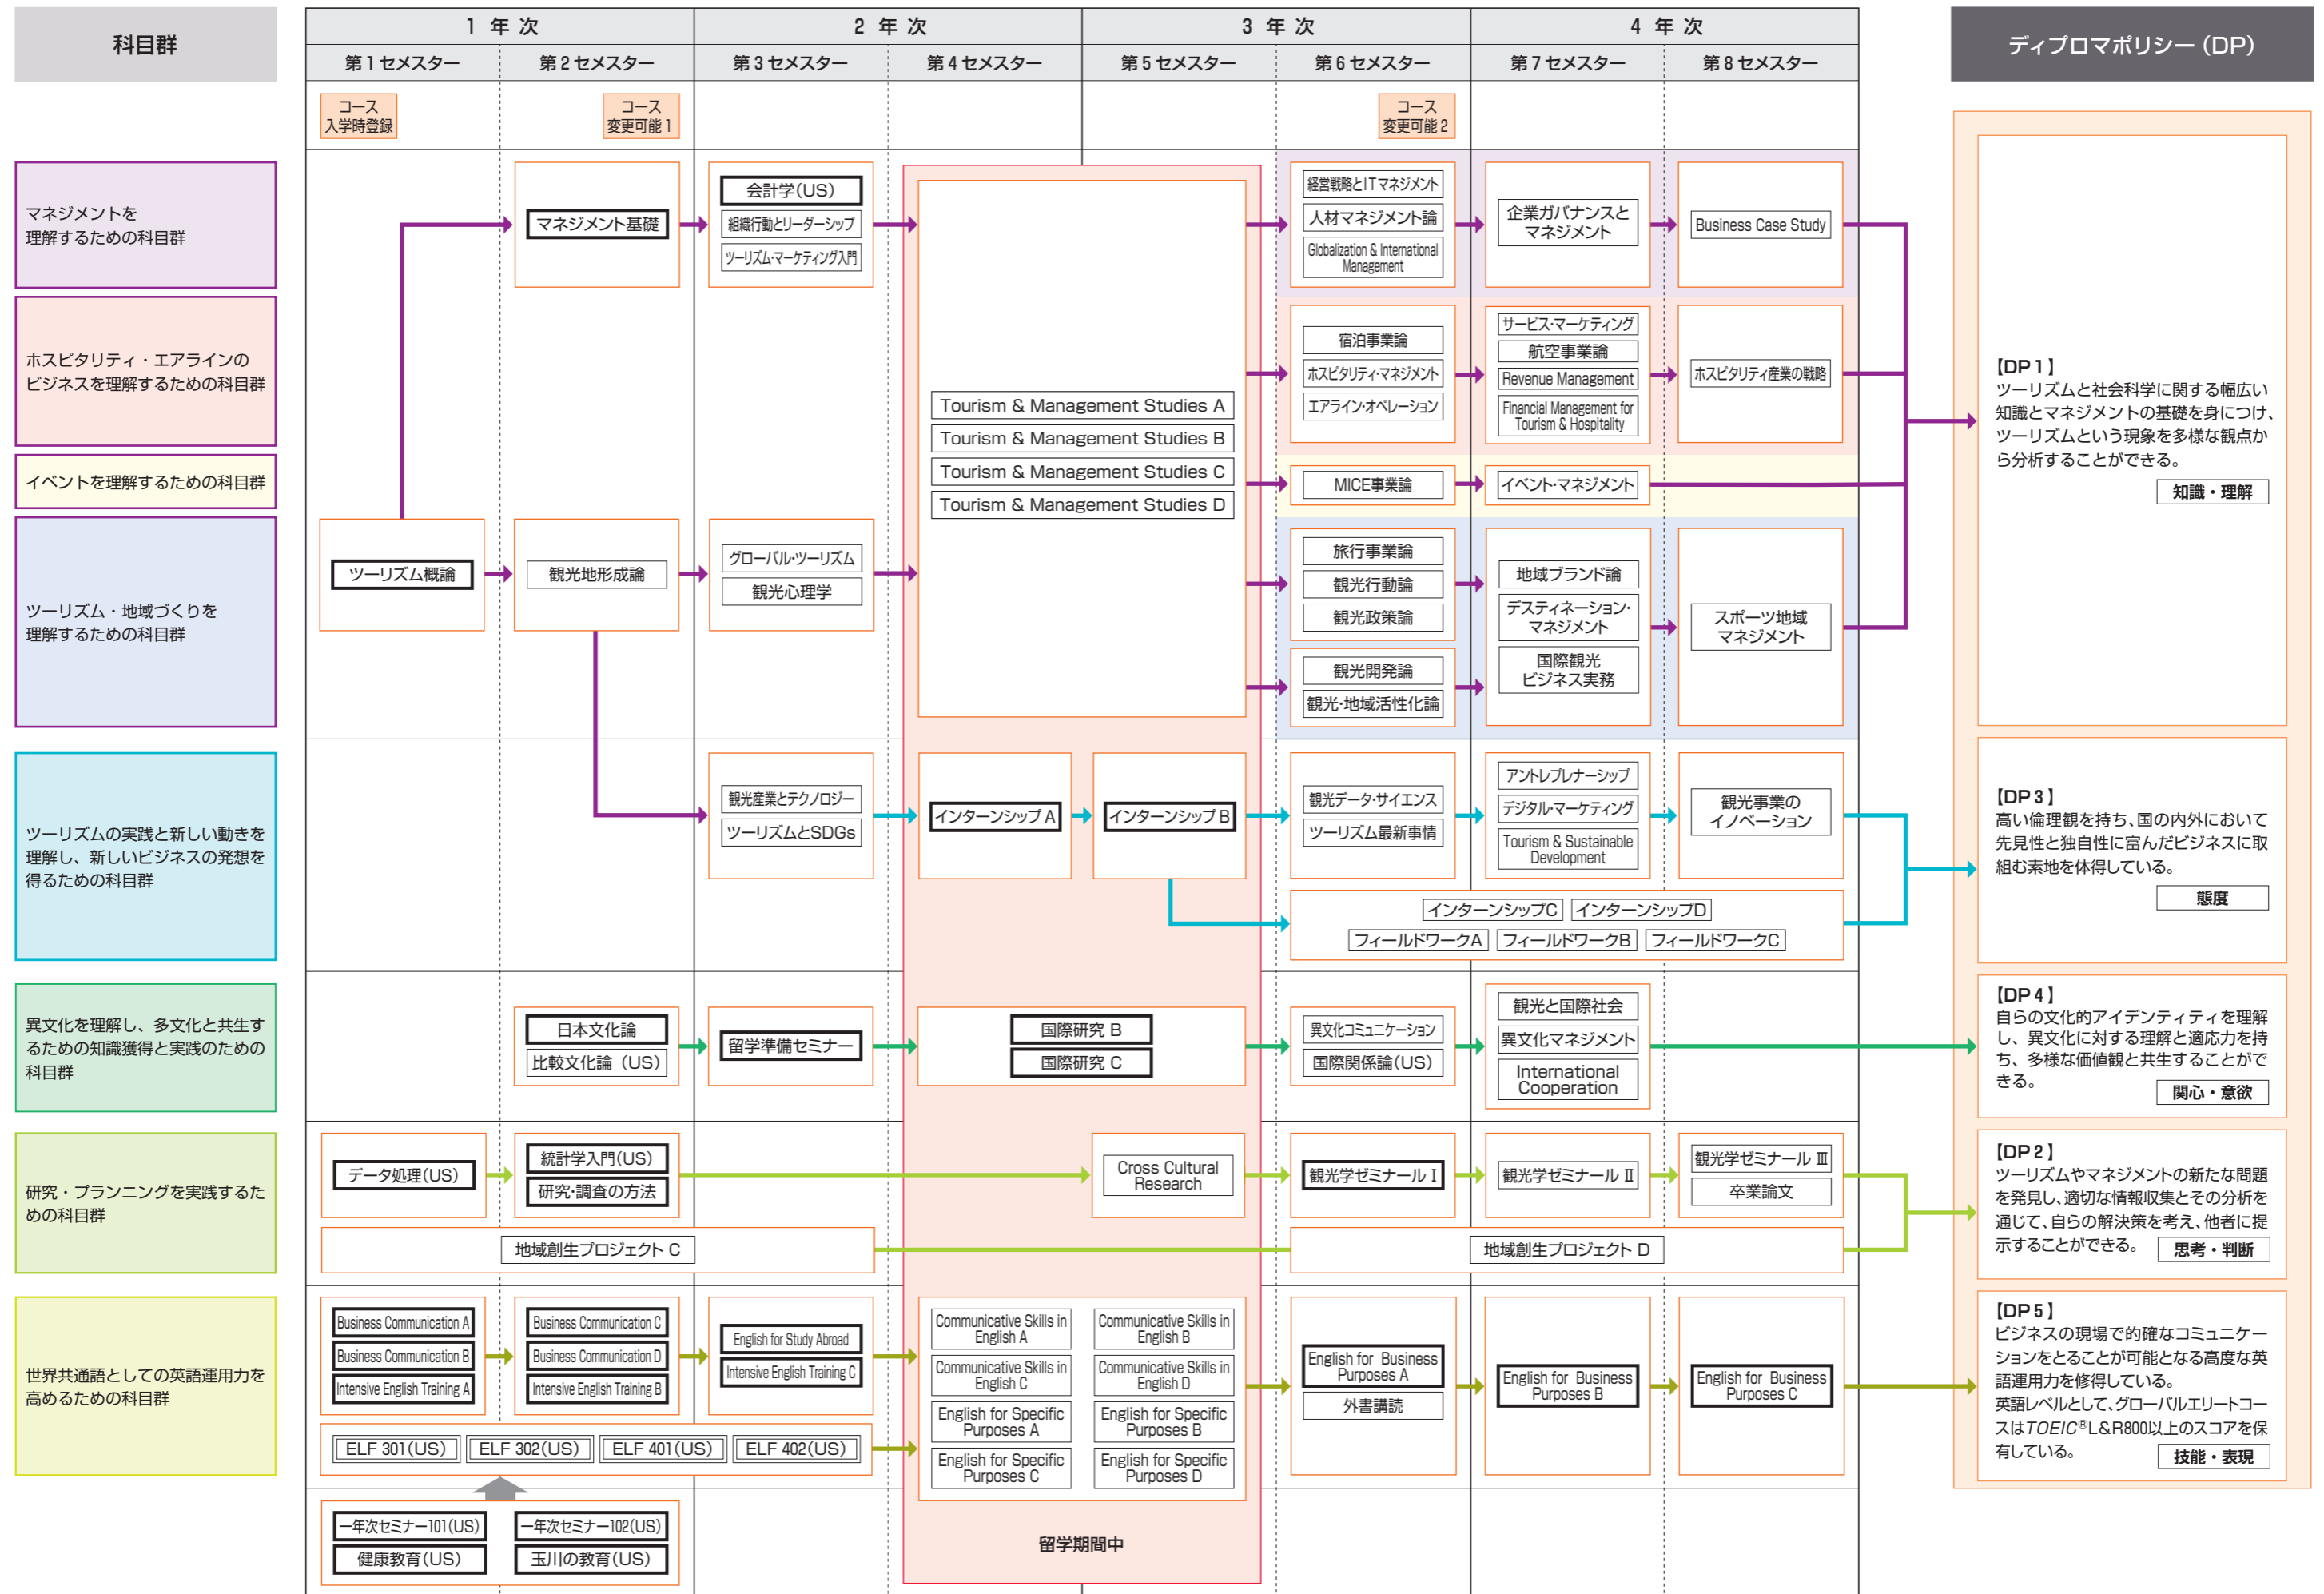 科目群
1 年 次
2 年 次
3 年 次
4 年 次
ディプロマポリシー（DP）
第1セメスター
第2セメスター
第3セメスター
第4セメスター
第5セメスター
第6セメスター
第7セメスター
第8セメスター
コース
入学時登録
コース
変更可能1
コース
変更可能2
マネジメントを
理解するための科目群
マネジメント基礎
会計学(US)
組織行動とリーダーシップ
ツーリズム・マーケティング入門
経営戦略とITマネジメント
人材マネジメント論
Globalization & International
Management
企業ガバナンスと
マネジメント
Business Case Study
ホスピタリティ・エアラインの
ビジネスを理解するための科目群
宿泊事業論
ホスピタリティ・マネジメント
エアライン・オペレーション
サービス・マーケティング
航空事業論
Revenue Management
Financial Management for
Tourism & Hospitality
ホスピタリティ産業の戦略
Tourism & Management Studies A
Tourism & Management Studies B
Tourism & Management Studies C
Tourism & Management Studies D
イベントを理解するための科目群
MICE事業論
イベント・マネジメント
ツーリズム・地域づくりを
理解するための科目群
ツーリズム概論
観光地形成論
グローバル・ツーリズム
観光心理学
旅行事業論
観光行動論
観光政策論
観光開発論
観光・地域活性化論
地域ブランド論
デスティネーション・
マネジメント
国際観光
ビジネス実務
スポーツ地域
マネジメント
【DP1】
ツーリズムと社会科学に関する幅広い
知識とマネジメントの基礎を身につけ、
ツーリズムという現象を多様な観点か
ら分析することができる。
知識・理解
ツーリズムの実践と新しい動きを
理解し、新しいビジネスの発想を
得るための科目群
観光産業とテクノロジー
ツーリズムとSDGs
インターンシップ A
インターンシップ B
観光データ・サイエンス
ツーリズム最新事情
アントレプレナーシップ
デジタル・マーケティング
Tourism & Sustainable
Development
観光事業の
イノベーション
インターンシップC
インターンシップD
フィールドワークA
フィールドワークB
フィールドワークC
【DP3】
高い倫理観を持ち、国の内外において
先見性と独自性に富んだビジネスに取
組む素地を体得している。
態度
異文化を理解し、多文化と共生す
るための知識獲得と実践のための
科目群
日本文化論
比較文化論（US）
留学準備セミナー
国際研究 B
国際研究 C
異文化コミュニケーション
国際関係論(US)
観光と国際社会
異文化マネジメント
International
Cooperation
【DP4】
自らの文化的アイデンティティを理解
し、異文化に対する理解と適応力を持
ち、多様な価値観と共生することがで
きる。
関心・意欲
研究・プランニングを実践するた
めの科目群
データ処理(US)
統計学入門(US)
研究・調査の方法
Cross Cultural
Research
観光学ゼミナール Ⅰ
観光学ゼミナール Ⅱ
観光学ゼミナール Ⅲ
卒業論文
地域創生プロジェクト C
地域創生プロジェクト D
【DP2】
ツーリズムやマネジメントの新たな問題
を発見し、適切な情報収集とその分析を
通じて、自らの解決策を考え、他者に提
示することができる。
思考・判断
世界共通語としての英語運用力を
高めるための科目群
Business Communication A
Business Communication B
Intensive English Training A
Business Communication C
Business Communication D
Intensive English Training B
English for Study Abroad
Intensive English Training C
ELF 301(US)
ELF 302(US)
ELF 401(US)
ELF 402(US)
Communicative Skills in
English A
Communicative Skills in
English B
Communicative Skills in
English C
Communicative Skills in
English D
English for Specific
Purposes A
English for Specific
Purposes B
English for Specific
Purposes C
English for Specific
Purposes D
English for Business
Purposes A
外書講読
English for Business
Purposes B
English for Business
Purposes C
【DP5】
ビジネスの現場で的確なコミュニケー
ションをとることが可能となる高度な英
語運用力を修得している。
英語レベルとして、グローバルエリートコー
スはTOEIC®L&R800以上のスコアを保
有している。
技能・表現
一年次セミナー101(US)
一年次セミナー102(US)
健康教育(US)
玉川の教育(US)
留学期間中